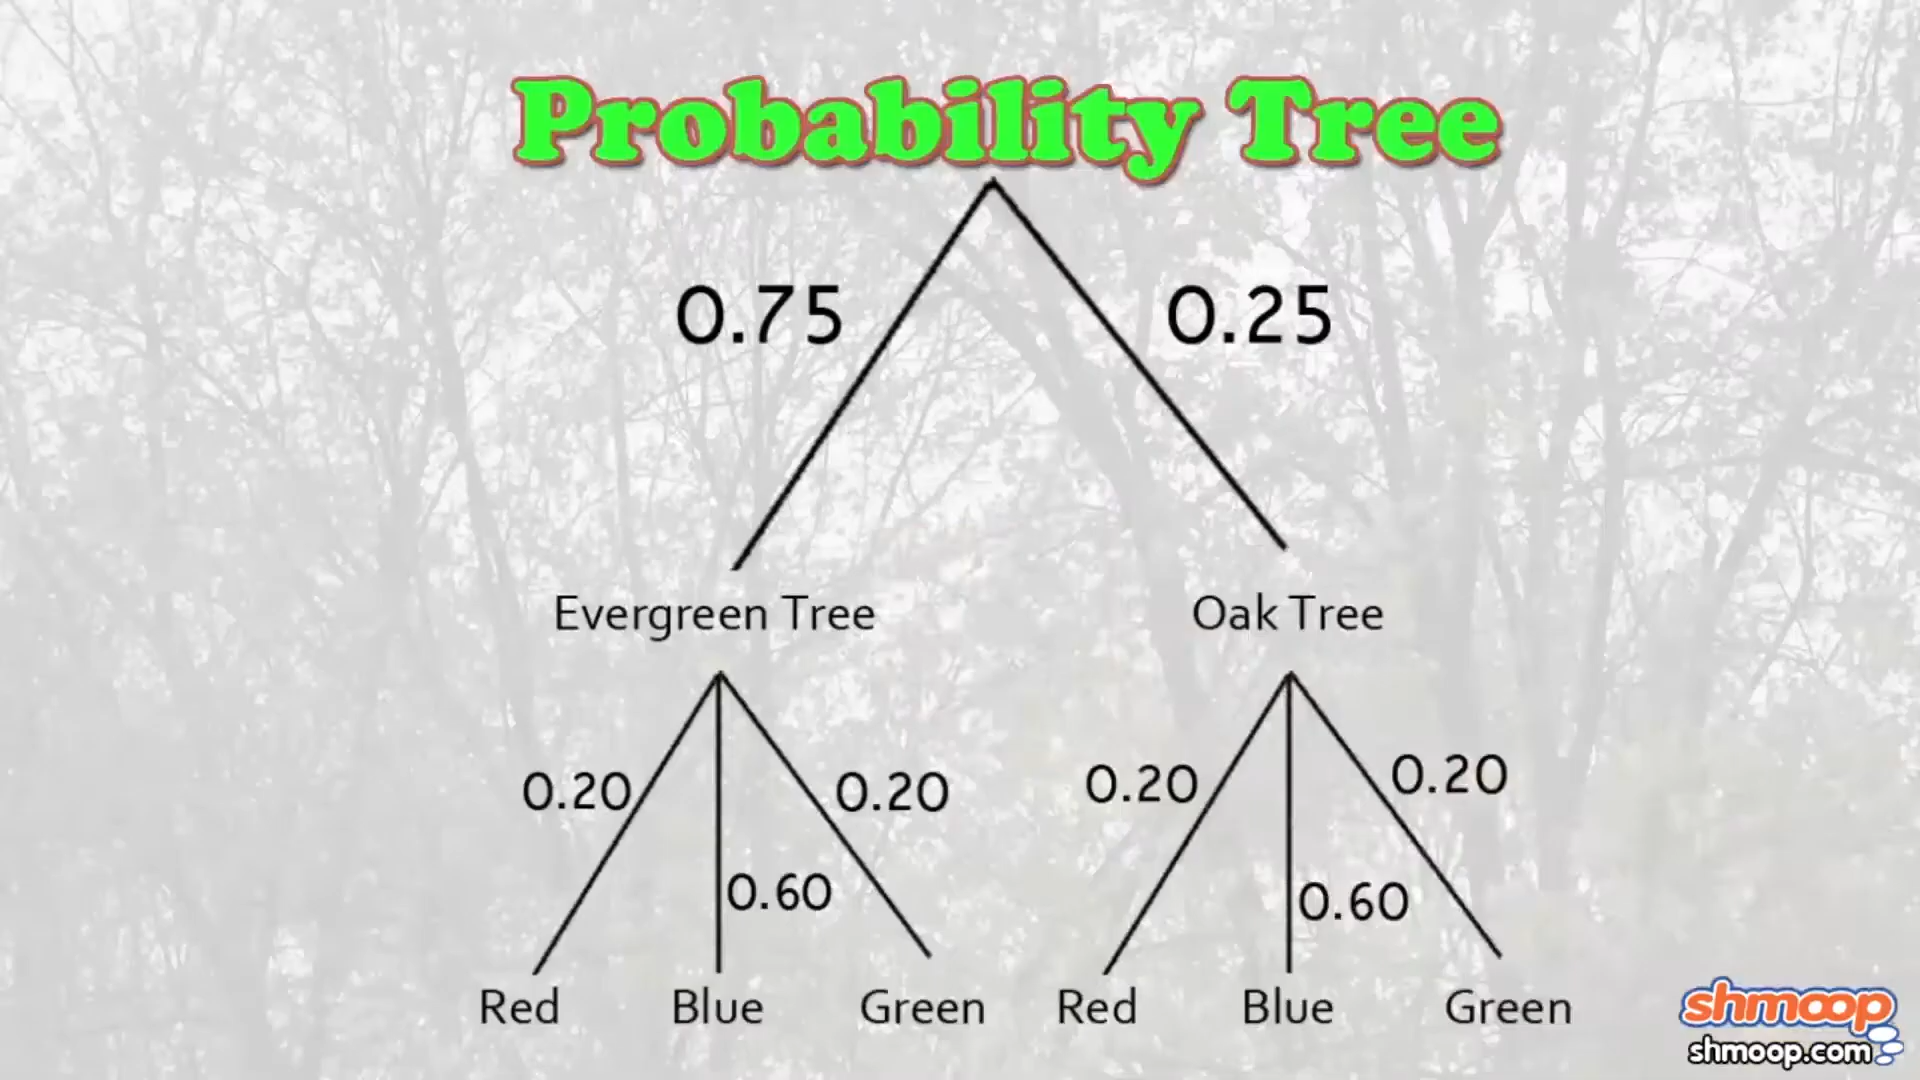 Probability Tree
0.75 0.25
Evergreen Tree Oak Tree
0.20 0.20 0.20 0.20
0.60 0.60
Red Blue Green Red Blue Green
shmoop
shmoop.com